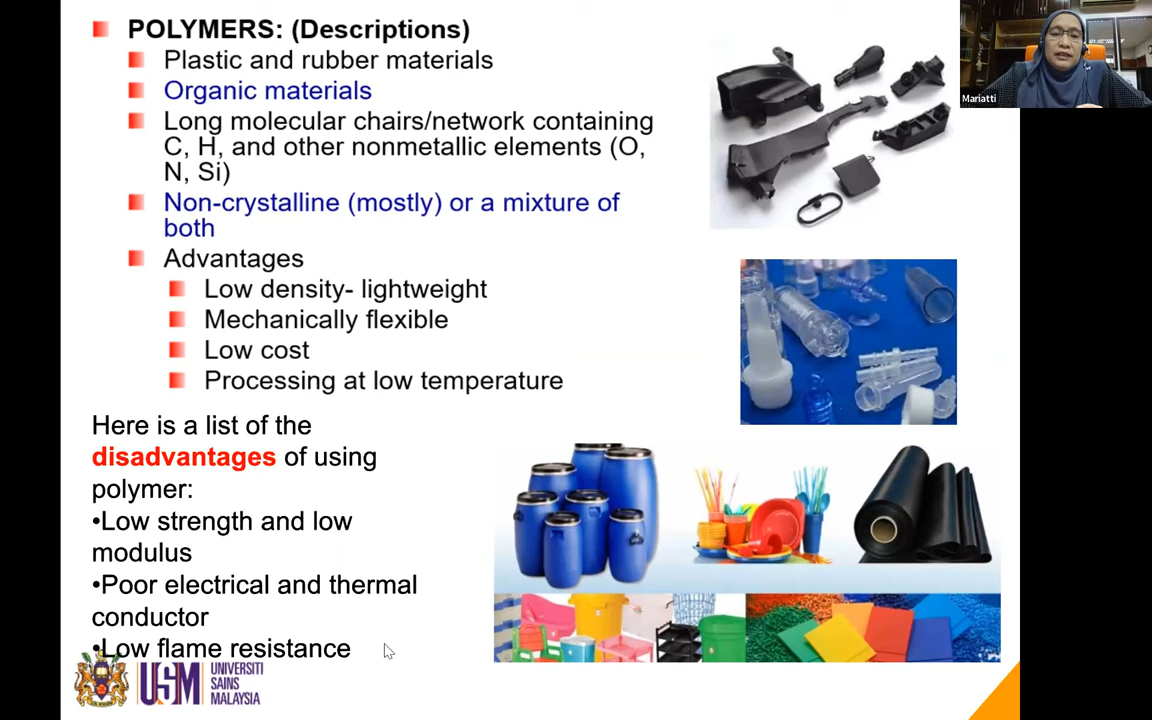 POLYMERS: (Descriptions)
Plastic and rubber materials
Organic materials
Long molecular chairs/network containing
C, H, and other nonmetallic elements (O,
N, Si)
Non-crystalline (mostly) or a mixture of
both
Advantages
Low density- lightweight
Mechanically flexible
Low cost
Processing at low temperature
Here is a list of the
disadvantages of using
polymer:
•Low strength and low
modulus
•Poor electrical and thermal
conductor
•Low flame resistance
USM
UNIVERSITI
SAINS
MALAYSIA
Mariatti